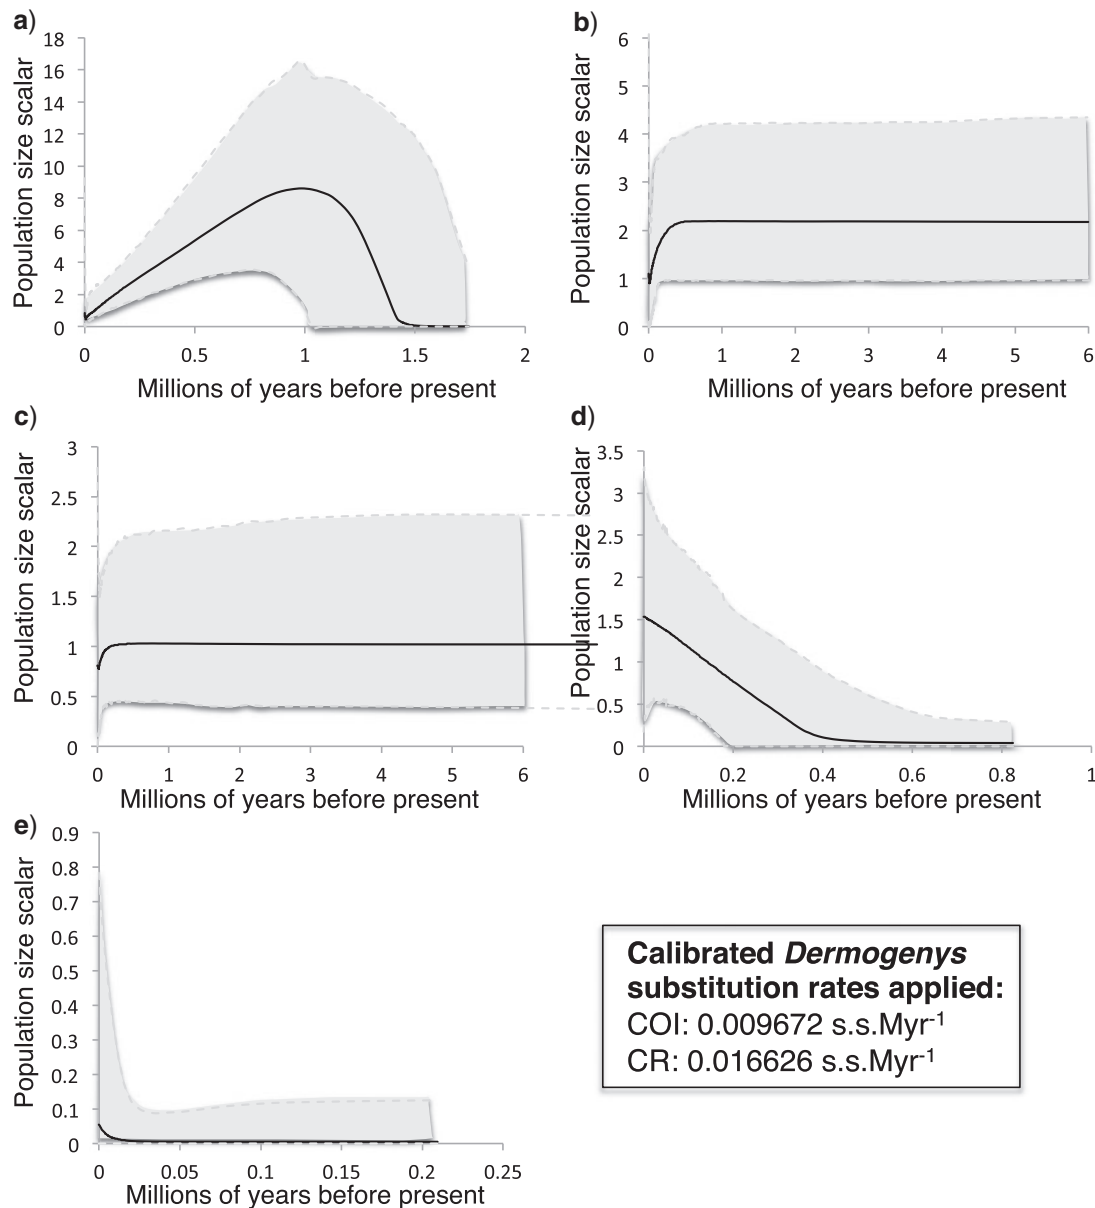 a)
Population size scalar
18
16
14
12
10
8
6
4
2
0
0 0.5 1 1.5 2
Millions of years before present
b)
Population size scalar
6
5
4
3
2
1
0
0 1 2 3 4 5 6
Millions of years before present
c)
Population size scalar
3
2.5
2
1.5
1
0.5
0
0 1 2 3 4 5 6
Millions of years before present
d)
Population size scalar
3.5
3
2.5
2
1.5
1
0.5
0
0 0.2 0.4 0.6 0.8 1
Millions of years before present
e)
Population size scalar
0.9
0.8
0.7
0.6
0.5
0.4
0.3
0.2
0.1
0
0 0.05 0.1 0.15 0.2 0.25
Millions of years before present
Calibrated Dermogenys
substitution rates applied:
COI: 0.009672 s.s.Myr⁻¹
CR: 0.016626 s.s.Myr⁻¹